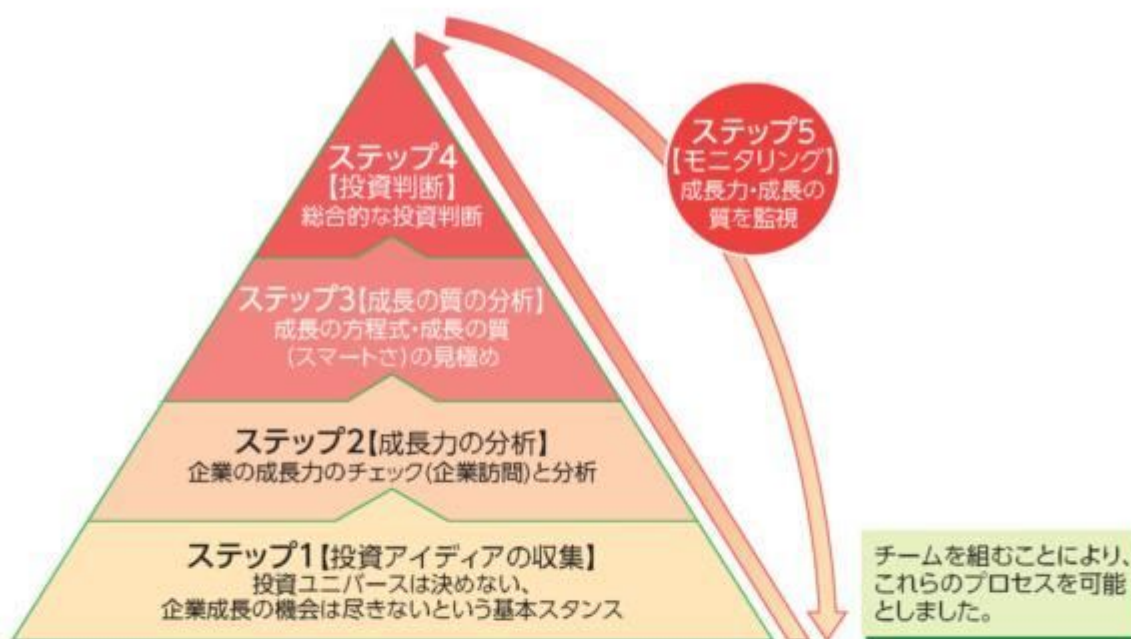 ステップ4
【投資判断】
総合的な投資判断
ステップ5
【モニタリング】
成長力・成長の
質を監視
ステップ3【成長の質の分析】
成長の方程式・成長の質
(スマートさ)の見極め
ステップ2【成長力の分析】
企業の成長力のチェック(企業訪問)と分析
ステップ1【投資アイディアの収集】
投資ユニバースは決めない、
企業成長の機会は尽きないという基本スタンス
チームを組むことにより、
これらのプロセスを可能
としました。